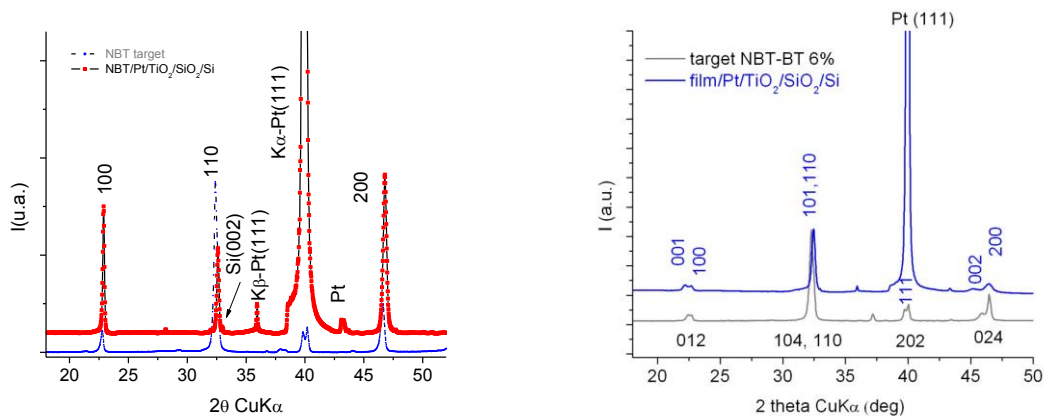 NBT target
NBT/Pt/TiO₂/SiO₂/Si
100
110
Si(002)
Kβ-Pt(111)
Kα-Pt(111)
Pt
200
I(u.a.)
20 25 30 35 40 45 50
2θ CuKα
Pt (111)
target NBT-BT 6%
film/Pt/TiO₂/SiO₂/Si
001
100
101,110
111
002
200
012
104, 110
202
024
I (a.u.)
20 25 30 35 40 45 50
2 theta CuKα (deg)